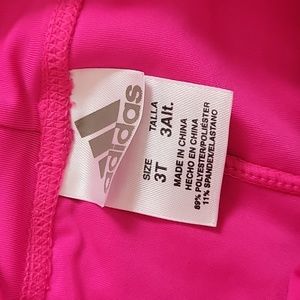 adidas
SIZE TALLA
3T 3Alt.
MADE IN CHINA
HECHO EN CHINA
89% POLYESTER/POLIÉSTER
11% SPANDEX/ELASTANO